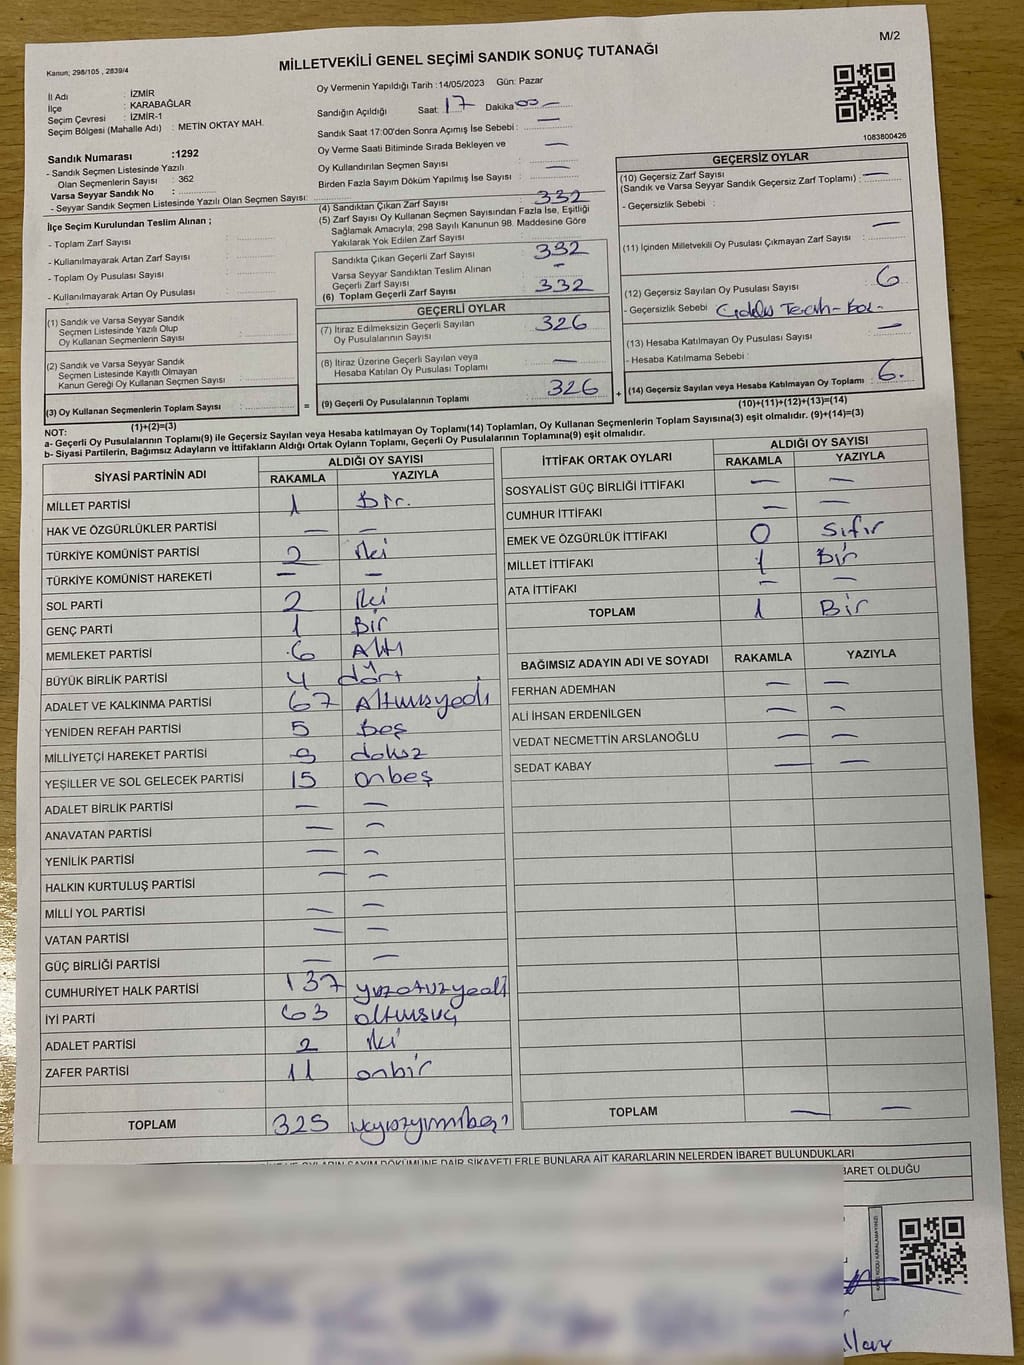 M/2
MİLLETVEKİLİ GENEL SEÇİMİ SANDIK SONUÇ TUTANAĞI
Kanun; 298/105 , 2839/4
İl Adı : İZMİR
İlçe : KARABAĞLAR
Seçim Çevresi : İZMİR-1
Seçim Bölgesi (Mahalle Adı) : METİN OKTAY MAH.
Sandık Numarası :1292
- Sandık Seçmen Listesinde Yazılı
Olan Seçmenlerin Sayısı : 362
Varsa Seyyar Sandık No :
- Seyyar Sandık Seçmen Listesinde Yazılı Olan Seçmen Sayısı:
İlçe Seçim Kurulundan Teslim Alınan ;
- Toplam Zarf Sayısı :
- Kullanılmayarak Artan Zarf Sayısı :
- Toplam Oy Pusulası Sayısı :
- Kullanılmayarak Artan Oy Pusulası :
(1) Sandık ve Varsa Seyyar Sandık
Seçmen Listesinde Yazılı Olup
Oy Kullanan Seçmenlerin Sayısı :
(2) Sandık ve Varsa Seyyar Sandık
Seçmen Listesinde Kayıtlı Olmayan
Kanun Gereği Oy Kullanan Seçmen Sayısı :
(3) Oy Kullanan Seçmenlerin Toplam Sayısı :
(1)+(2)=(3)
Oy Vermenin Yapıldığı Tarih :14/05/2023 Gün: Pazar
Sandığın Açıldığı Saat: 17 Dakika: 00 —
Sandık Saat 17:00'den Sonra Açımış İse Sebebi : —
Oy Verme Saati Bitiminde Sırada Bekleyen ve
Oy Kullandırılan Seçmen Sayısı : —
Birden Fazla Sayım Döküm Yapılmış İse Sayısı : —
(4) Sandıktan Çıkan Zarf Sayısı : 332
(5) Zarf Sayısı Oy Kullanan Seçmen Sayısından Fazla İse, Eşitliği
Sağlamak Amacıyla; 298 Sayılı Kanunun 98. Maddesine Göre
Yakılarak Yok Edilen Zarf Sayısı :
Sandıkta Çıkan Geçerli Zarf Sayısı : 332
Varsa Seyyar Sandıktan Teslim Alınan
Geçerli Zarf Sayısı : —
(6) Toplam Geçerli Zarf Sayısı : 332
GEÇERLİ OYLAR
(7) İtiraz Edilmeksizin Geçerli Sayılan
Oy Pusulalarının Sayısı : 326
(8) İtiraz Üzerine Geçerli Sayılan veya
Hesaba Katılan Oy Pusulası Toplamı : —
= (9) Geçerli Oy Pusulalarının Toplamı : 326 +
1083800426
GEÇERSİZ OYLAR
(10) Geçersiz Zarf Sayısı
(Sandık ve Varsa Seyyar Sandık Geçersiz Zarf Toplamı) : —
- Geçersizlik Sebebi :
(11) İçinden Milletvekili Oy Pusulası Çıkmayan Zarf Sayısı : —
(12) Geçersiz Sayılan Oy Pusulası Sayısı : 6
- Geçersizlik Sebebi :
(13) Hesaba Katılmayan Oy Pusulası Sayısı : —
- Hesaba Katılmama Sebebi :
(14) Geçersiz Sayılan veya Hesaba Katılmayan Oy Toplamı : 6.
(10)+(11)+(12)+(13)=(14)
NOT:
a- Geçerli Oy Pusulalarının Toplamı(9) ile Geçersiz Sayılan veya Hesaba katılmayan Oy Toplamı(14) Toplamları, Oy Kullanan Seçmenlerin Toplam Sayısına(3) eşit olmalıdır. (9)+(14)=(3)
b- Siyasi Partilerin, Bağımsız Adayların ve İttifakların Aldığı Ortak Oyların Toplamı, Geçerli Oy Pusulalarının Toplamına(9) eşit olmalıdır.
SİYASİ PARTİNİN ADI ALDIĞI OY SAYISI
RAKAMLA YAZIYLA
MİLLET PARTİSİ 1 Bir.
HAK VE ÖZGÜRLÜKLER PARTİSİ — —
TÜRKİYE KOMÜNİST PARTİSİ 2 iki
TÜRKİYE KOMÜNİST HAREKETİ — —
SOL PARTİ 2 iki
GENÇ PARTİ 1 Bir
MEMLEKET PARTİSİ 6 Altı
BÜYÜK BİRLİK PARTİSİ 4 dört
ADALET VE KALKINMA PARTİSİ 67 Altmışyedi
YENİDEN REFAH PARTİSİ 5 Beş
MİLLİYETÇİ HAREKET PARTİSİ 9 dokuz
YEŞİLLER VE SOL GELECEK PARTİSİ 15 onbeş
ADALET BİRLİK PARTİSİ — —
ANAVATAN PARTİSİ — —
YENİLİK PARTİSİ — —
HALKIN KURTULUŞ PARTİSİ — —
MİLLİ YOL PARTİSİ — —
VATAN PARTİSİ — —
GÜÇ BİRLİĞİ PARTİSİ — —
CUMHURİYET HALK PARTİSİ 137 yüzotuzyedi
İYİ PARTİ 63 altmışüç
ADALET PARTİSİ 2 iki
ZAFER PARTİSİ 11 onbir
TOPLAM 325 üçyüzyirmibeş
İTTİFAK ORTAK OYLARI ALDIĞI OY SAYISI
RAKAMLA YAZIYLA
SOSYALİST GÜÇ BİRLİĞİ İTTİFAKI — —
CUMHUR İTTİFAKI — —
EMEK VE ÖZGÜRLÜK İTTİFAKI 0 Sıfır
MİLLET İTTİFAKI 1 Bir
ATA İTTİFAKI — —
TOPLAM 1 Bir
BAĞIMSIZ ADAYIN ADI VE SOYADI RAKAMLA YAZIYLA
FERHAN ADEMHAN — —
ALİ İHSAN ERDENİLGEN — —
VEDAT NECMETTİN ARSLANOĞLU — —
SEDAT KABAY — —
TOPLAM — —
OYLARIN SAYIM DÖKÜMÜNE DAİR ŞİKAYETLERLE BUNLARA AİT KARARLARIN NELERDEN İBARET BULUNDUKLARI
İBARET OLDUĞU